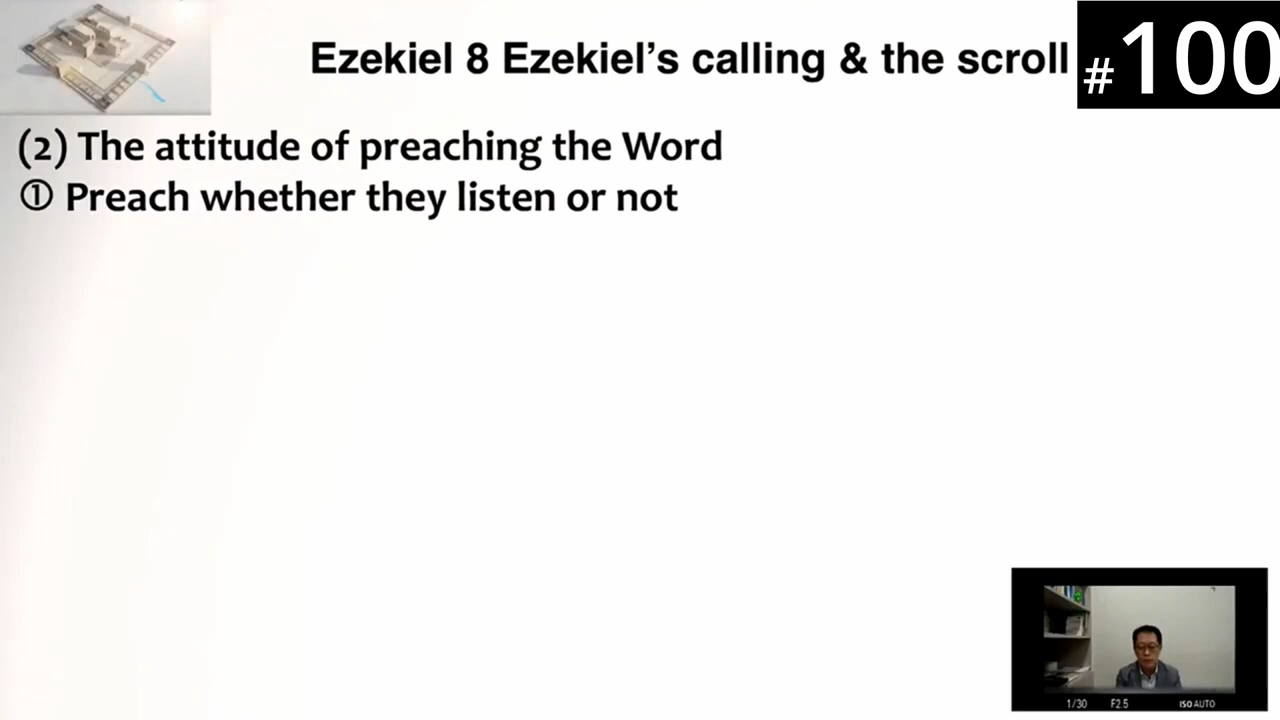 Ezekiel 8 Ezekiel’s calling & the scroll
#100
(2) The attitude of preaching the Word
① Preach whether they listen or not
1/30 F2.5 ISO AUTO